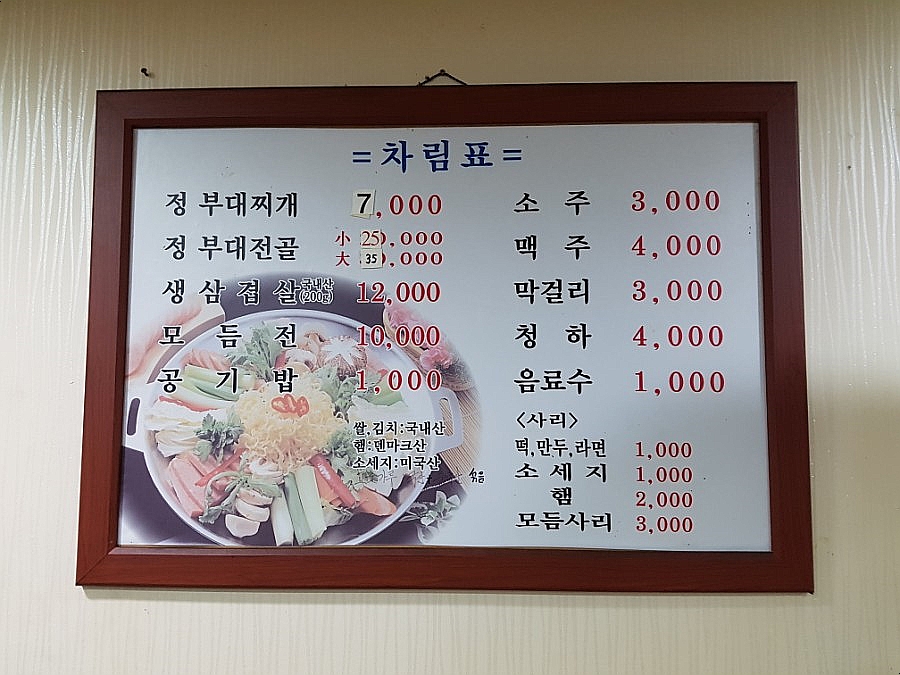 =차림표=
정 부대찌개 7,000
정 부대전골 小 25,000
大 35,000
생삼겹살 국내산 (200g) 12,000
모듬전 10,000
공기밥 1,000
쌀,김치:국내산
햄:덴마크산
소세지:미국산
소주 3,000
맥주 4,000
막걸리 3,000
청하 4,000
음료수 1,000
<사리>
떡,만두,라면 1,000
소세지 1,000
햄 2,000
모듬사리 3,000